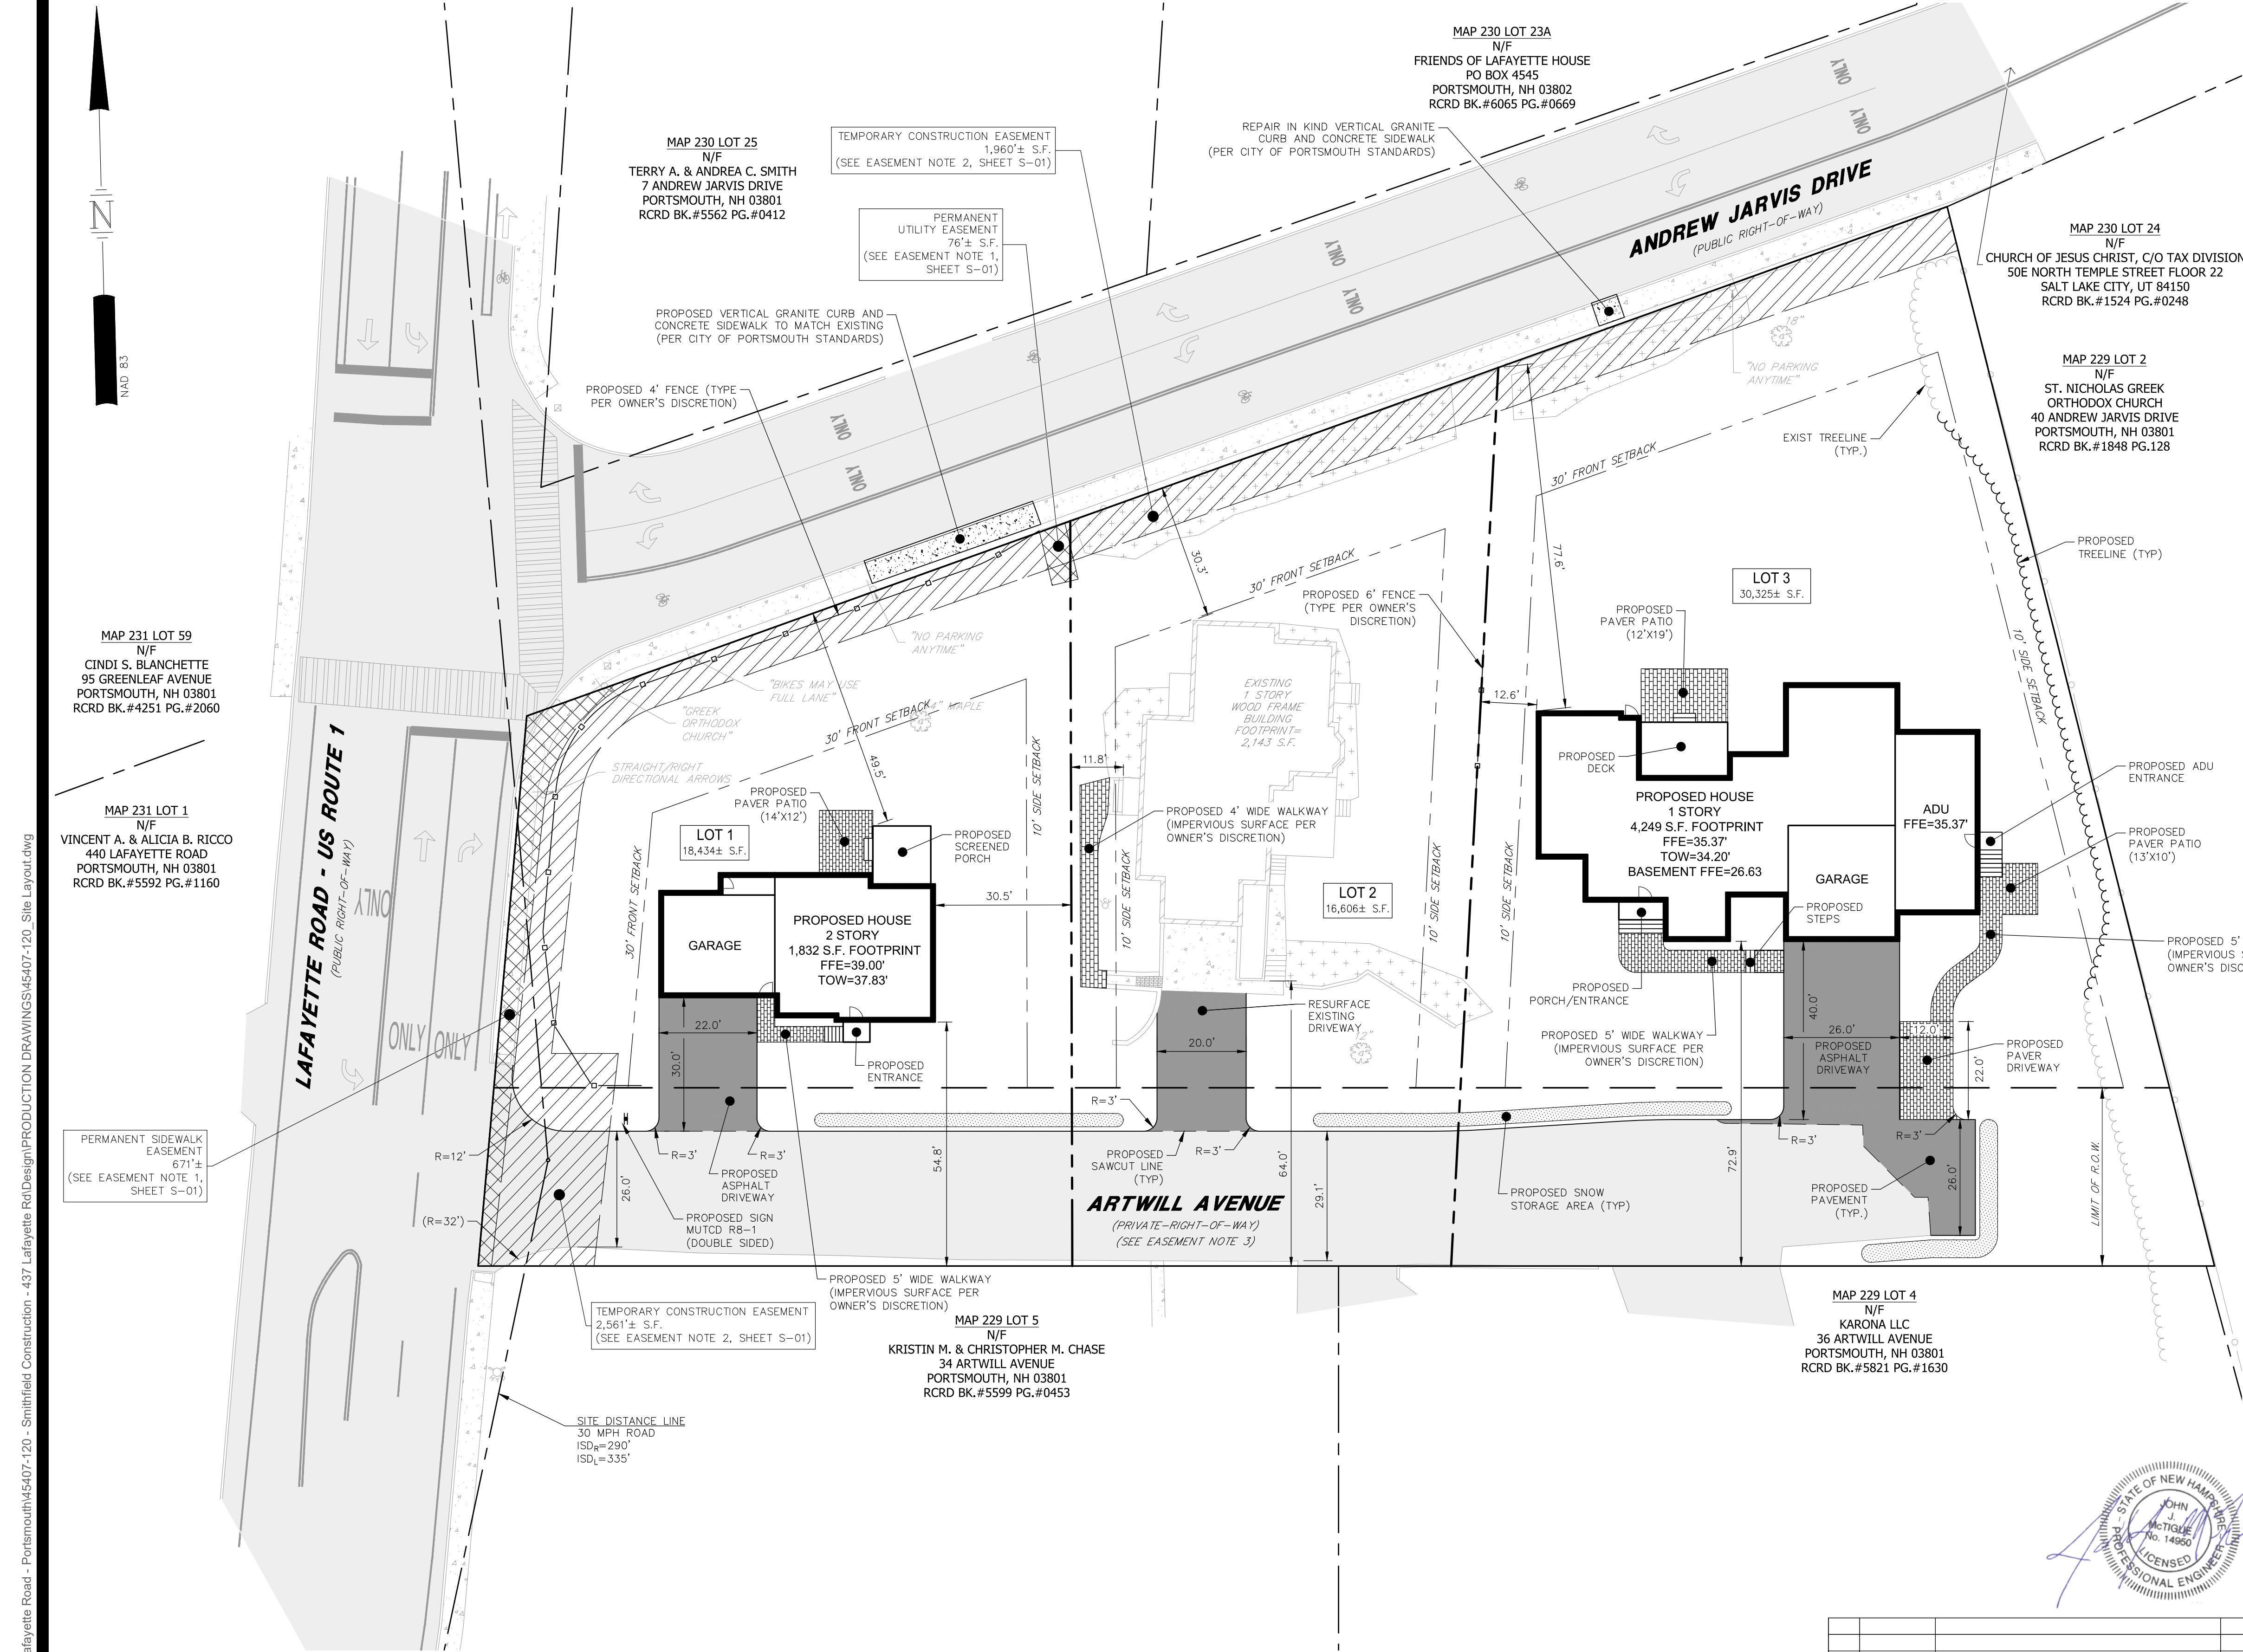 MAP 230 LOT 23A
N/F
FRIENDS OF LAFAYETTE HOUSE
PO BOX 4545
PORTSMOUTH, NH 03802
RCRD BK.#6065 PG.#0669
MAP 230 LOT 25
N/F
TERRY A. & ANDREA C. SMITH
7 ANDREW JARVIS DRIVE
PORTSMOUTH, NH 03801
RCRD BK.#5562 PG.#0412
TEMPORARY CONSTRUCTION EASEMENT
1,960'± S.F.
(SEE EASEMENT NOTE 2, SHEET S-01)
REPAIR IN KIND VERTICAL GRANITE
CURB AND CONCRETE SIDEWALK
(PER CITY OF PORTSMOUTH STANDARDS)
PERMANENT
UTILITY EASEMENT
76'± S.F.
(SEE EASEMENT NOTE 1,
SHEET S-01)
N
NAD 83
ONLY
ONLY
ONLY
ONLY
ONLY
ONLY
ANDREW JARVIS DRIVE
(PUBLIC RIGHT-OF-WAY)
MAP 230 LOT 24
N/F
CHURCH OF JESUS CHRIST, C/O TAX DIVISION
50E NORTH TEMPLE STREET FLOOR 22
SALT LAKE CITY, UT 84150
RCRD BK.#1524 PG.#0248
PROPOSED VERTICAL GRANITE CURB AND
CONCRETE SIDEWALK TO MATCH EXISTING
(PER CITY OF PORTSMOUTH STANDARDS)
PROPOSED 4' FENCE (TYPE
PER OWNER'S DISCRETION)
18"
"NO PARKING
ANYTIME"
MAP 229 LOT 2
N/F
ST. NICHOLAS GREEK
ORTHODOX CHURCH
40 ANDREW JARVIS DRIVE
PORTSMOUTH, NH 03801
RCRD BK.#1848 PG.128
EXIST TREELINE
(TYP.)
30' FRONT SETBACK
PROPOSED
TREELINE (TYP)
30.3'
77.6'
30' FRONT SETBACK
PROPOSED 6' FENCE
(TYPE PER OWNER'S
DISCRETION)
LOT 3
30,325± S.F.
PROPOSED
PAVER PATIO
(12'X19')
10' SIDE SETBACK
MAP 231 LOT 59
N/F
CINDI S. BLANCHETTE
95 GREENLEAF AVENUE
PORTSMOUTH, NH 03801
RCRD BK.#4251 PG.#2060
"NO PARKING
ANYTIME"
"BIKES MAY USE
FULL LANE"
"GREEK
ORTHODOX
CHURCH"
4" MAPLE
30' FRONT SETBACK
STRAIGHT/RIGHT
DIRECTIONAL ARROWS
49.5'
EXISTING
1 STORY
WOOD FRAME
BUILDING
FOOTPRINT=
2,143 S.F.
12.6'
11.8'
PROPOSED
DECK
PROPOSED HOUSE
1 STORY
4,249 S.F. FOOTPRINT
FFE=35.37'
TOW=34.20'
BASEMENT FFE=26.63
ADU
FFE=35.37'
GARAGE
PROPOSED ADU
ENTRANCE
PROPOSED
PAVER PATIO
(13'X10')
MAP 231 LOT 1
N/F
VINCENT A. & ALICIA B. RICCO
440 LAFAYETTE ROAD
PORTSMOUTH, NH 03801
RCRD BK.#5592 PG.#1160
LAFAYETTE ROAD - US ROUTE 1
(PUBLIC RIGHT-OF-WAY)
ONLY
ONLY
ONLY
PROPOSED
PAVER PATIO
(14'X12')
LOT 1
18,434± S.F.
PROPOSED
SCREENED
PORCH
10' SIDE SETBACK
PROPOSED 4' WIDE WALKWAY
(IMPERVIOUS SURFACE PER
OWNER'S DISCRETION)
30' FRONT SETBACK
10' SIDE SETBACK
8"
LOT 2
16,606± S.F.
10' SIDE SETBACK
10' SIDE SETBACK
30.5'
GARAGE
PROPOSED HOUSE
2 STORY
1,832 S.F. FOOTPRINT
FFE=39.00'
TOW=37.83'
PROPOSED
STEPS
PROPOSED 5'
(IMPERVIOUS
PROPOSED
PORCH/ENTRANCE
RESURFACE
EXISTING
DRIVEWAY
PROPOSED 5' WIDE WALKWAY
(IMPERVIOUS SURFACE PER
OWNER'S DISCRETION)
22.0'
30.0'
20.0'
40.0'
26.0'
12.0'
22.0'
PROPOSED
ASPHALT
DRIVEWAY
PROPOSED
PAVER
DRIVEWAY
PROPOSED
ENTRANCE
R=3'
PERMANENT SIDEWALK
EASEMENT
671'±
(SEE EASEMENT NOTE 1,
SHEET S-01)
R=12'
R=3'
R=3'
PROPOSED
ASPHALT
DRIVEWAY
26.0'
54.8'
PROPOSED
SAWCUT LINE
(TYP)
R=3'
64.0'
29.1'
72.9'
R=3'
R=3'
26.0'
LIMIT OF R.O.W.
PROPOSED SIGN
MUTCD R8-1
(DOUBLE SIDED)
(R=32')
ARTWILL AVENUE
(PRIVATE-RIGHT-OF-WAY)
(SEE EASEMENT NOTE 3)
PROPOSED SNOW
STORAGE AREA (TYP)
PROPOSED
PAVEMENT
(TYP.)
PROPOSED 5' WIDE WALKWAY
(IMPERVIOUS SURFACE PER
OWNER'S DISCRETION)
TEMPORARY CONSTRUCTION EASEMENT
2,561'± S.F.
(SEE EASEMENT NOTE 2, SHEET S-01)
MAP 229 LOT 5
N/F
KRISTIN M. & CHRISTOPHER M. CHASE
34 ARTWILL AVENUE
PORTSMOUTH, NH 03801
RCRD BK.#5599 PG.#0453
MAP 229 LOT 4
N/F
KARONA LLC
36 ARTWILL AVENUE
PORTSMOUTH, NH 03801
RCRD BK.#5821 PG.#1630
SITE DISTANCE LINE
30 MPH ROAD
ISDR=290'
ISDL=335'
STATE OF NEW HAMPSHIRE
JOHN
J.
McTIGUE
No. 14950
LICENSED
PROFESSIONAL ENGINEER
afayette Road - Portsmouth\45407-120 - Smithfield Construction - 437 Lafayette Rd\Design\PRODUCTION DRAWINGS\45407-120_Site Layout.dwg